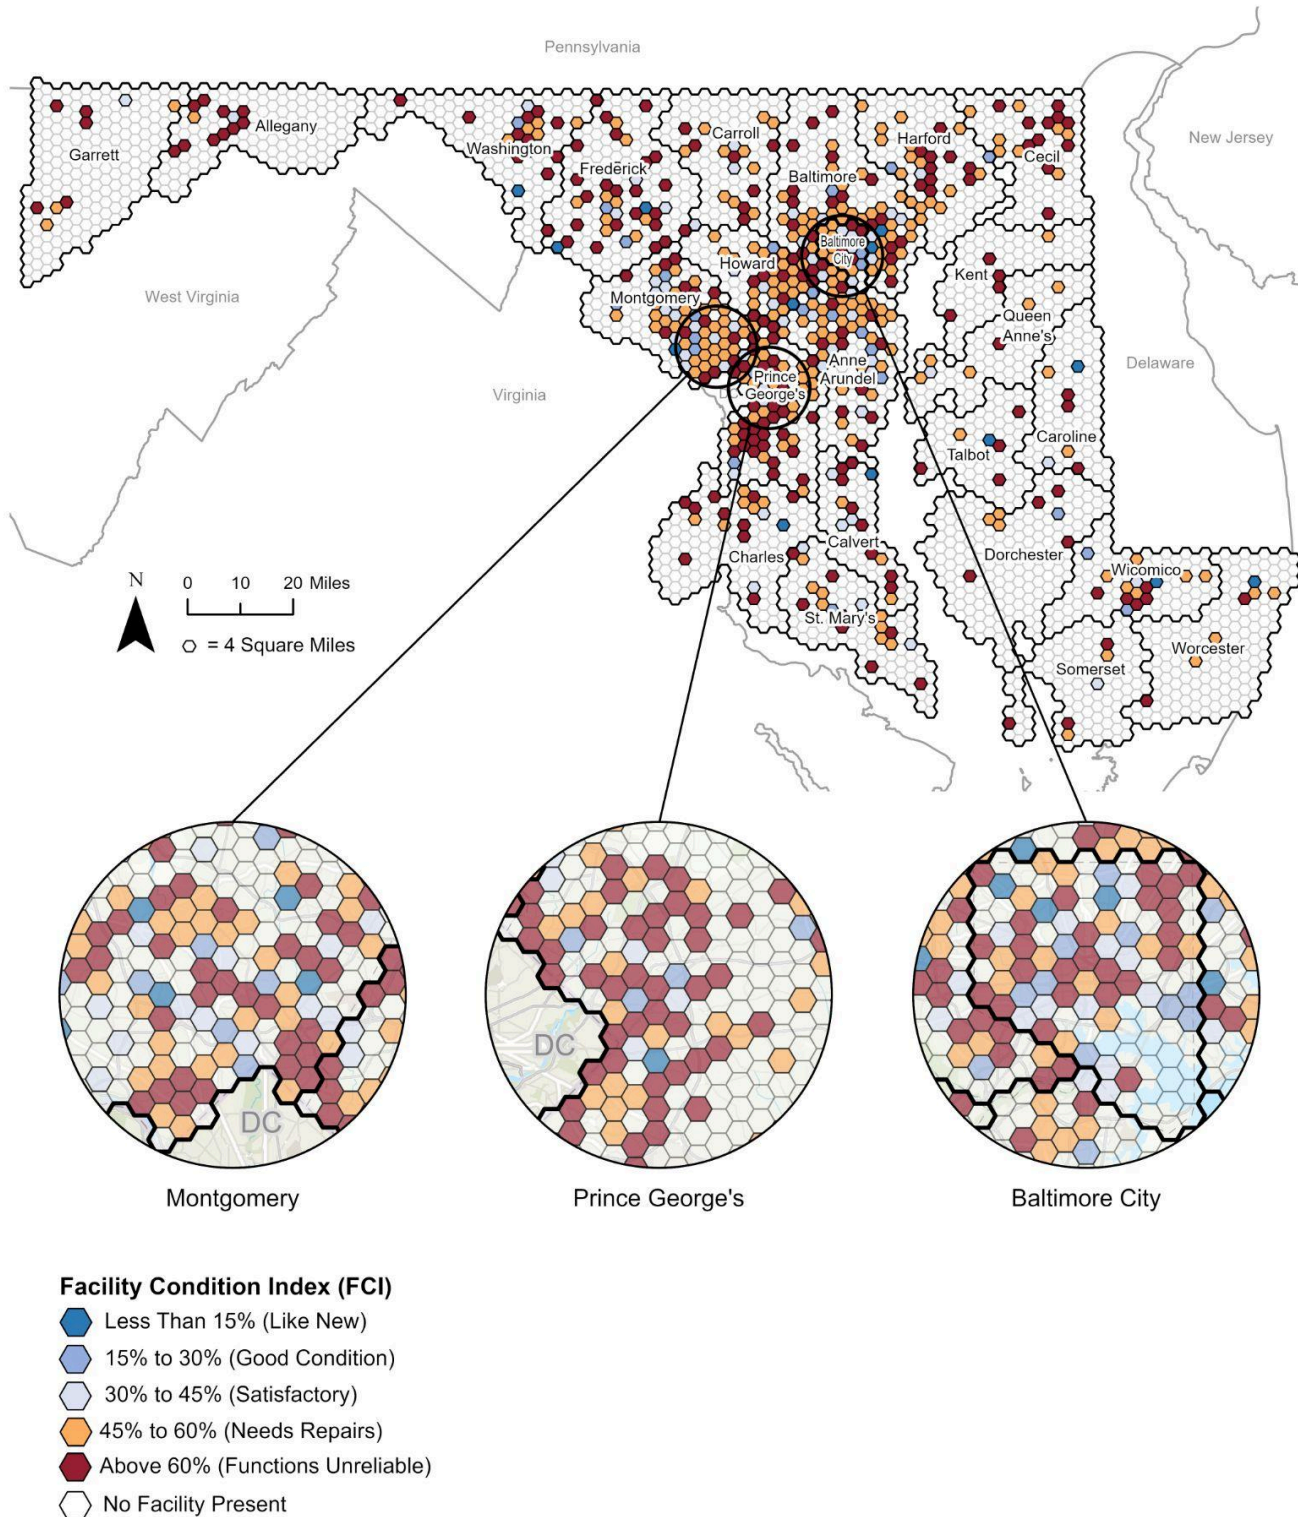 Pennsylvania
New Jersey
Allegany
Garrett
Washington
Frederick
Carroll
Baltimore
Harford
Cecil
Baltimore
City
Howard
Montgomery
Kent
Queen
Anne's
West Virginia
Virginia
Delaware
Prince
George's
Anne
Arundel
Talbot
Caroline
Dorchester
Charles
Calvert
St. Mary's
Wicomico
Worcester
Somerset
N
0 10 20 Miles
= 4 Square Miles
DC
DC
Montgomery
Prince George's
Baltimore City
Facility Condition Index (FCI)
Less Than 15% (Like New)
15% to 30% (Good Condition)
30% to 45% (Satisfactory)
45% to 60% (Needs Repairs)
Above 60% (Functions Unreliable)
No Facility Present